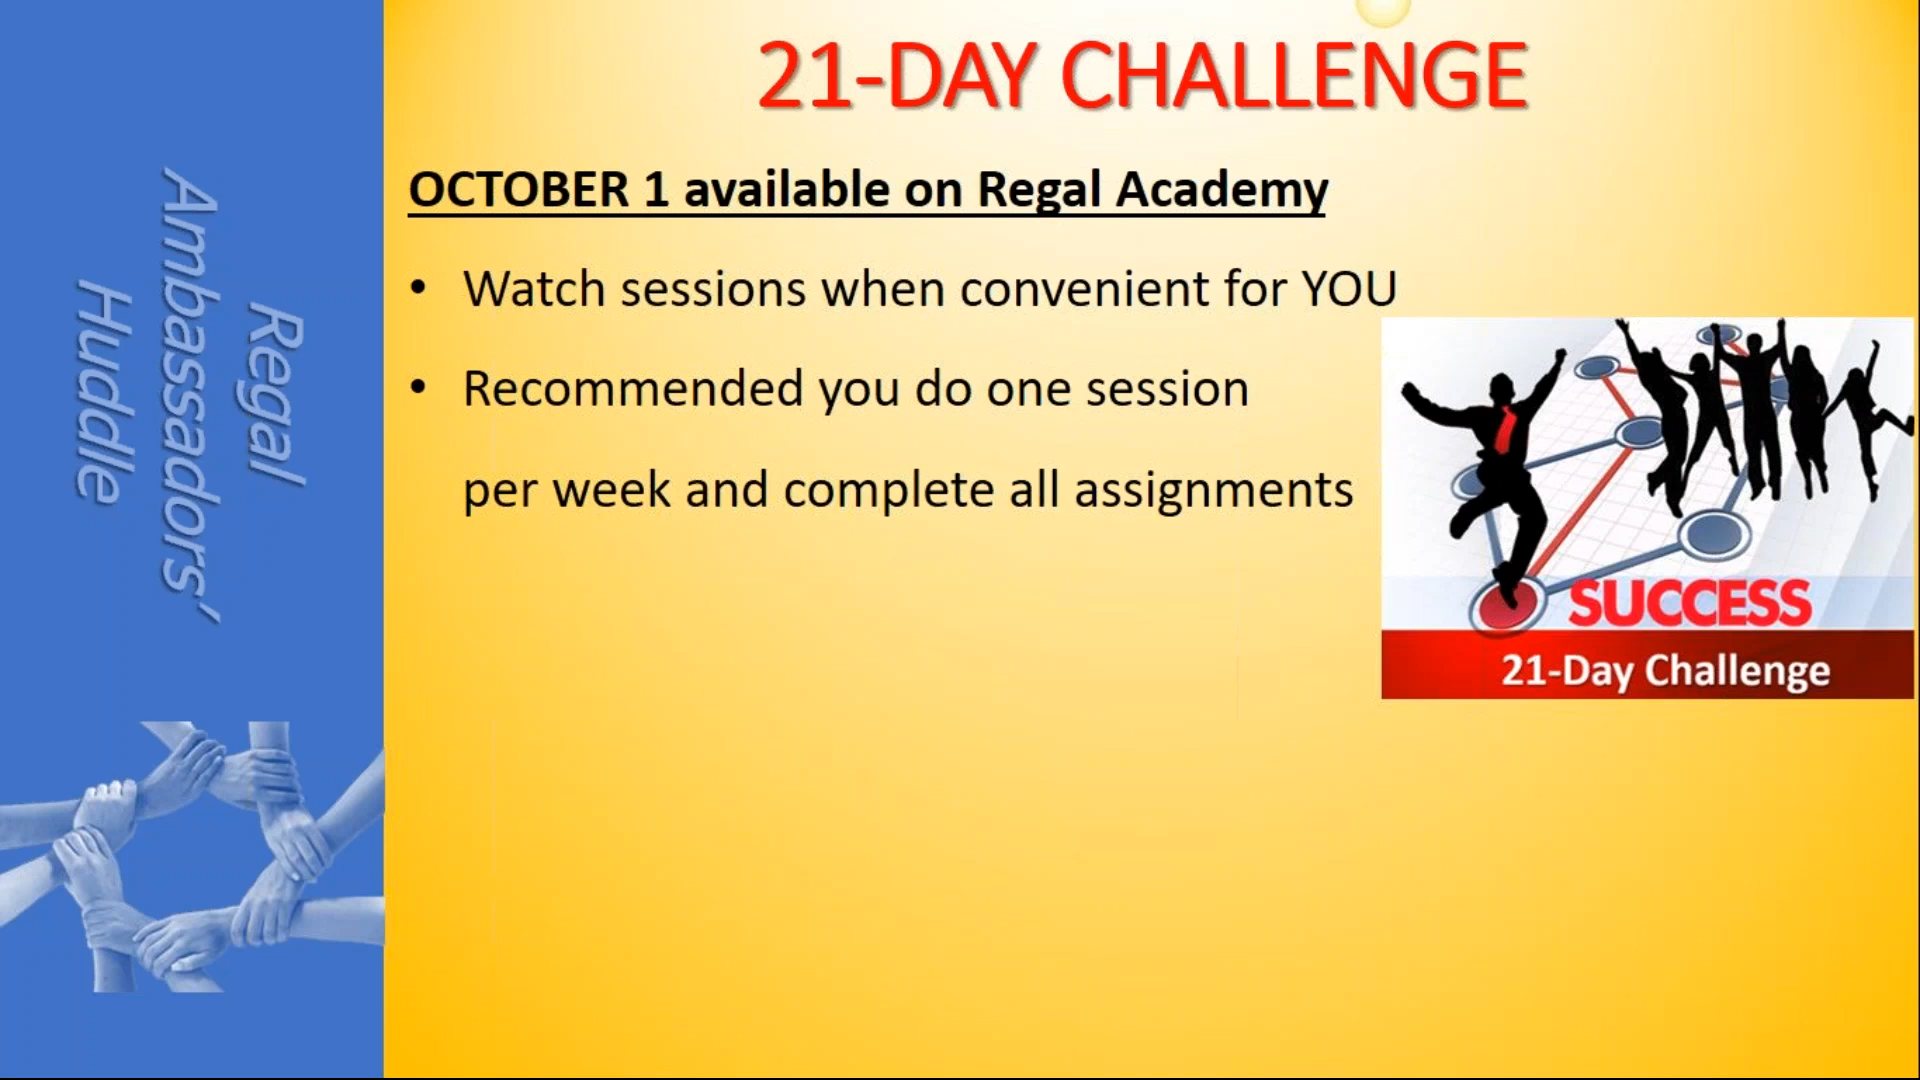 21-DAY CHALLENGE
OCTOBER 1 available on Regal Academy
• Watch sessions when convenient for YOU
• Recommended you do one session
per week and complete all assignments
SUCCESS
21-Day Challenge
Regal
Ambassadors’
Huddle